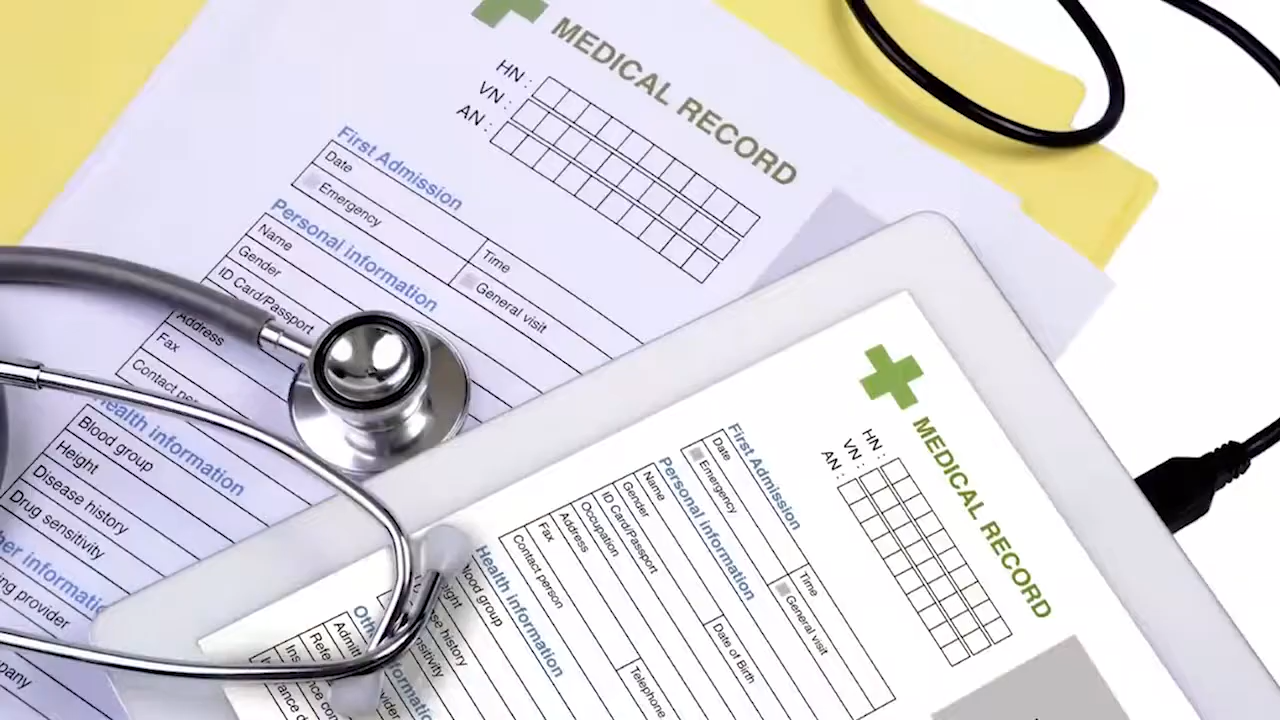 MEDICAL RECORD
HN :
VN :
AN :
First Admission
Date
Time
Emergency
General visit
Personal information
Name
Gender
ID Card/Passport
Address
Fax
Contact
Health information
Blood group
Height
Disease history
Drug sensitivity
provider
MEDICAL RECORD
HN :
VN :
AN :
First Admission
Date
Time
Emergency
General visit
Personal information
Name
Gender
ID Card/Passport
Date of Birth
Occupation
Address
Fax
Telephone
Contact person
Health information
Blood group
history